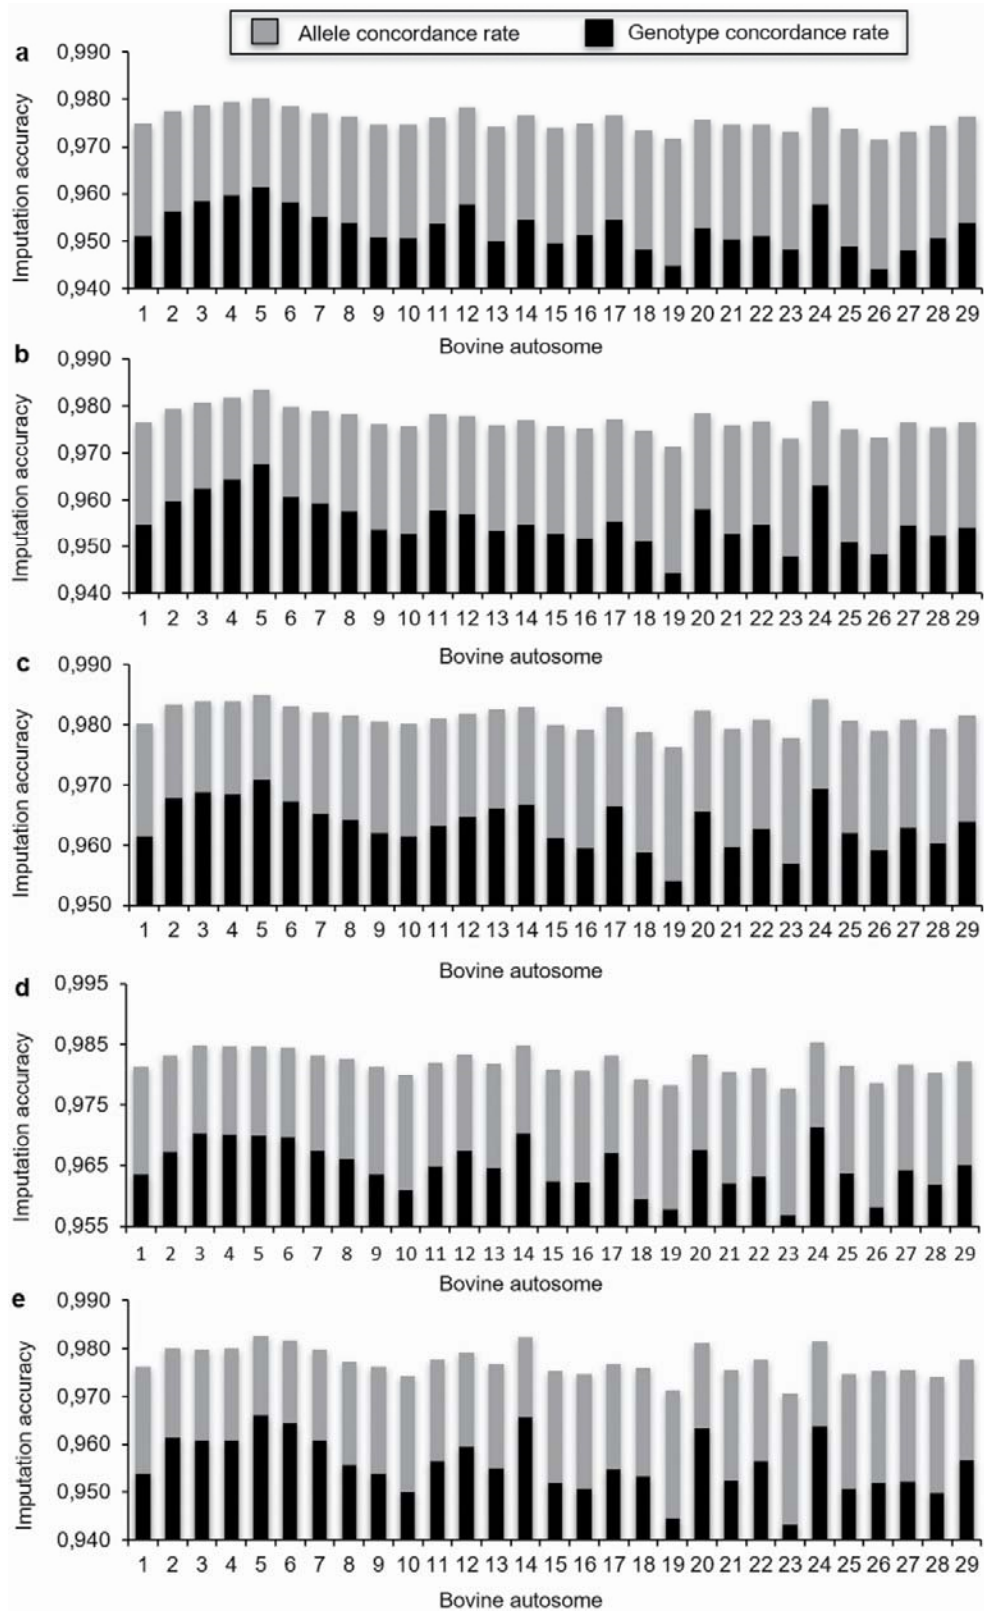 Allele concordance rate Genotype concordance rate
a
Imputation accuracy
0,990
0,980
0,970
0,960
0,950
0,940
1 2 3 4 5 6 7 8 9 10 11 12 13 14 15 16 17 18 19 20 21 22 23 24 25 26 27 28 29
Bovine autosome
b
Imputation accuracy
0,990
0,980
0,970
0,960
0,950
0,940
1 2 3 4 5 6 7 8 9 10 11 12 13 14 15 16 17 18 19 20 21 22 23 24 25 26 27 28 29
Bovine autosome
c
Imputation accuracy
0,990
0,980
0,970
0,960
0,950
1 2 3 4 5 6 7 8 9 10 11 12 13 14 15 16 17 18 19 20 21 22 23 24 25 26 27 28 29
Bovine autosome
d
Imputation accuracy
0,995
0,985
0,975
0,965
0,955
1 2 3 4 5 6 7 8 9 10 11 12 13 14 15 16 17 18 19 20 21 22 23 24 25 26 27 28 29
Bovine autosome
e
Imputation accuracy
0,990
0,980
0,970
0,960
0,950
0,940
1 2 3 4 5 6 7 8 9 10 11 12 13 14 15 16 17 18 19 20 21 22 23 24 25 26 27 28 29
Bovine autosome